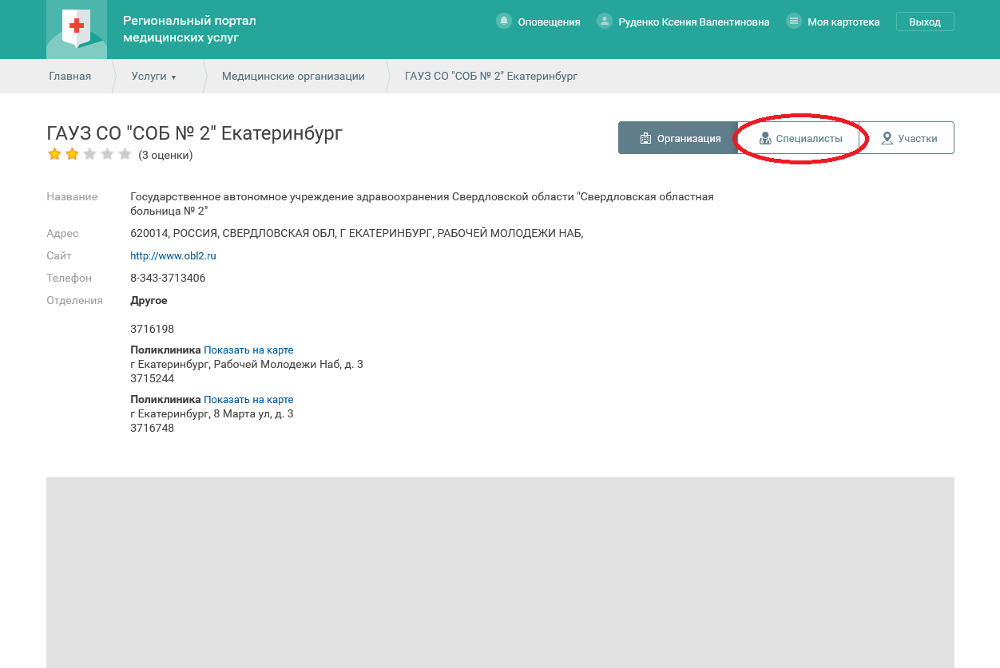 Региональный портал
медицинских услуг
Оповещения
Руденко Ксения Валентиновна
Моя картотека
Выход
Главная
Услуги ▾
Медицинские организации
ГАУЗ СО "СОБ № 2" Екатеринбург
ГАУЗ СО "СОБ № 2" Екатеринбург
(3 оценки)
Организация
Специалисты
Участки
Название
Государственное автономное учреждение здравоохранения Свердловской области "Свердловская областная
больница № 2"
Адрес
620014, РОССИЯ, СВЕРДЛОВСКАЯ ОБЛ, Г ЕКАТЕРИНБУРГ, РАБОЧЕЙ МОЛОДЕЖИ НАБ,
Сайт
http://www.obl2.ru
Телефон
8-343-3713406
Отделения
Другое
3716198
Поликлиника Показать на карте
г Екатеринбург, Рабочей Молодежи Наб, д. 3
3715244
Поликлиника Показать на карте
г Екатеринбург, 8 Марта ул, д. 3
3716748